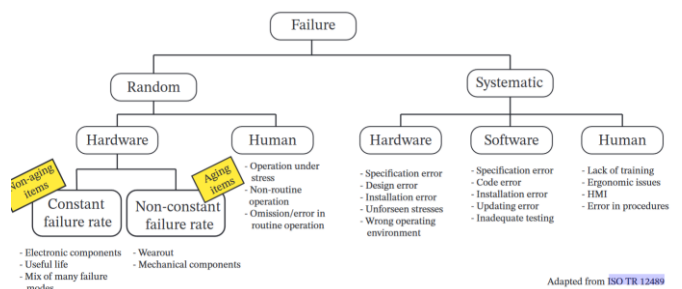 Failure
Random
Systematic
Hardware
Human
Hardware
Software
Human
Non-aging
items
Aging
items
Constant
failure rate
Non-constant
failure rate
- Operation under
stress
- Non-routine
operation
- Omission/error in
routine operation
- Specification error
- Design error
- Installation error
- Unforseen stresses
- Wrong operating
environment
- Specification error
- Code error
- Installation error
- Updating error
- Inadequate testing
- Lack of training
- Ergonomic issues
- HMI
- Error in procedures
- Electronic components
- Useful life
- Mix of many failure
modes
- Wearout
- Mechanical components
Adapted from ISO TR 12489